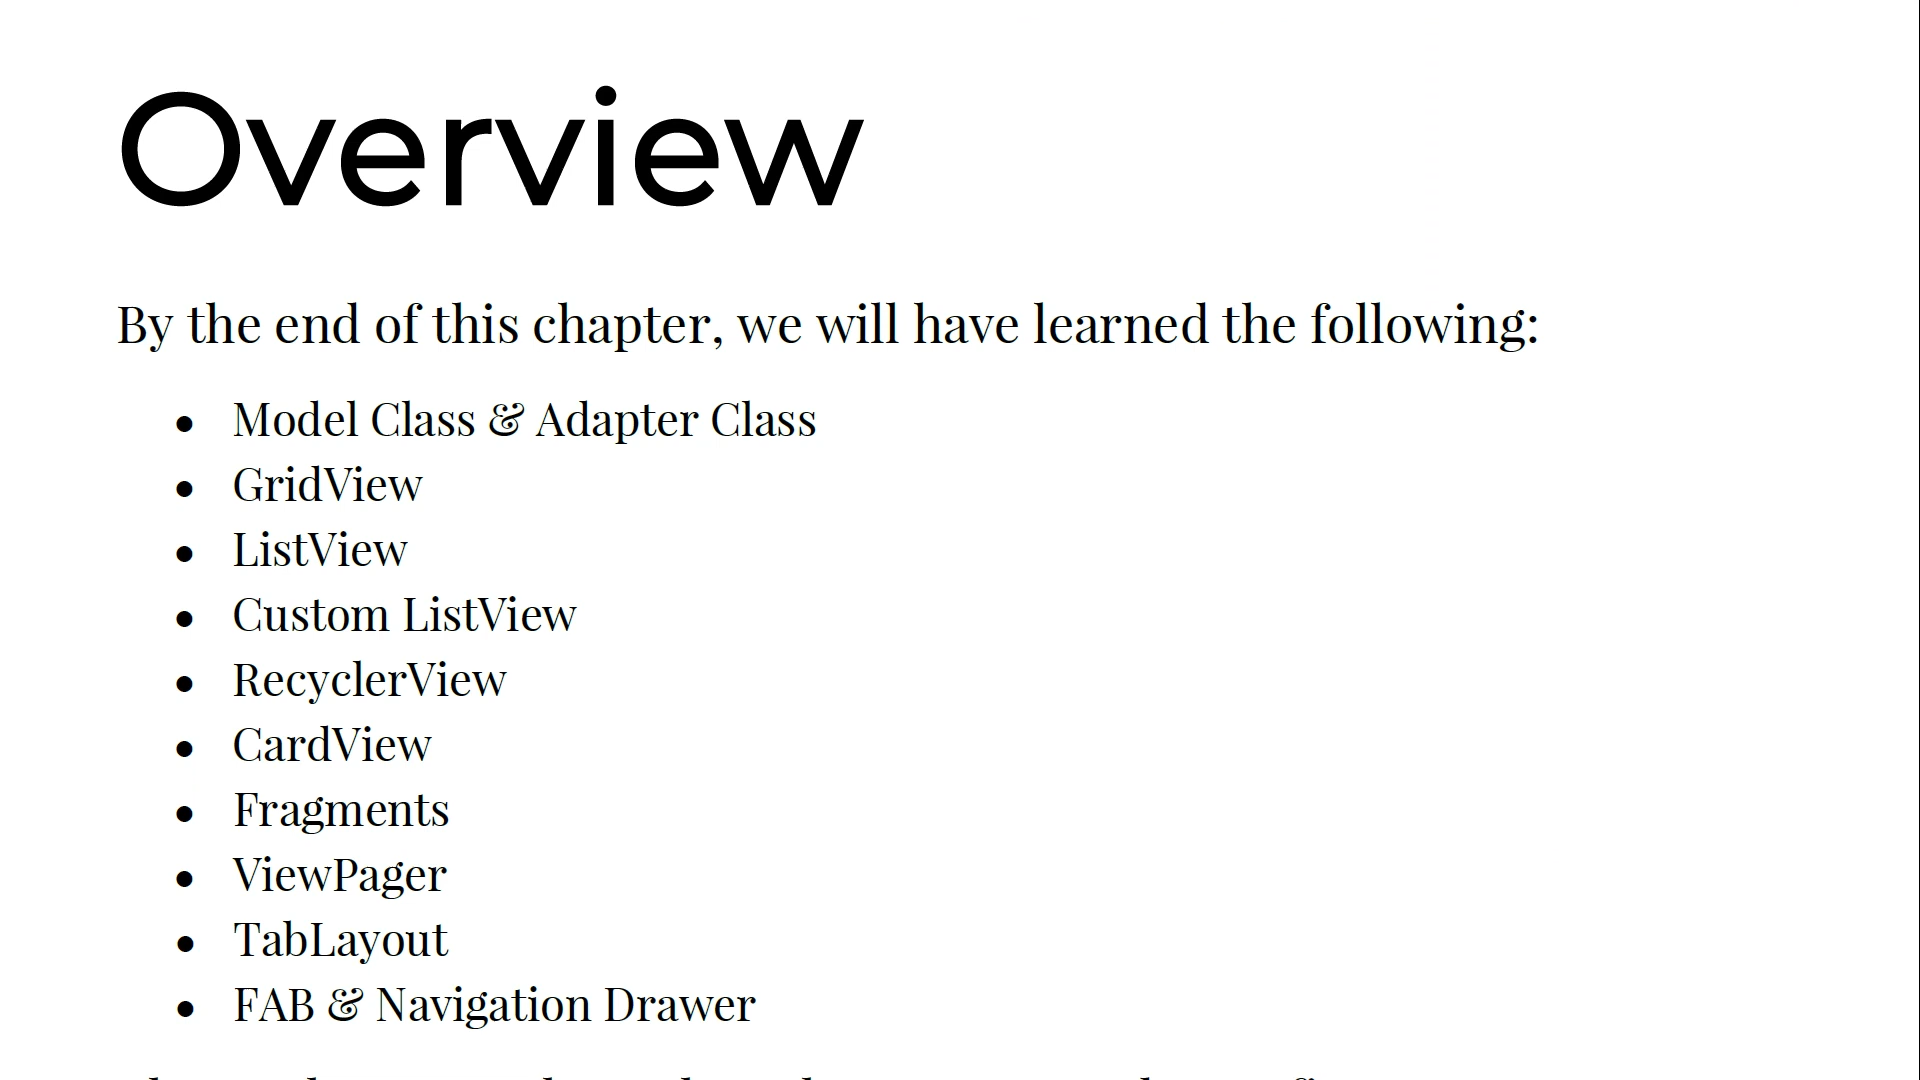 Overview
By the end of this chapter, we will have learned the following:
● Model Class & Adapter Class
● GridView
● ListView
● Custom ListView
● RecyclerView
● CardView
● Fragments
● ViewPager
● TabLayout
● FAB & Navigation Drawer